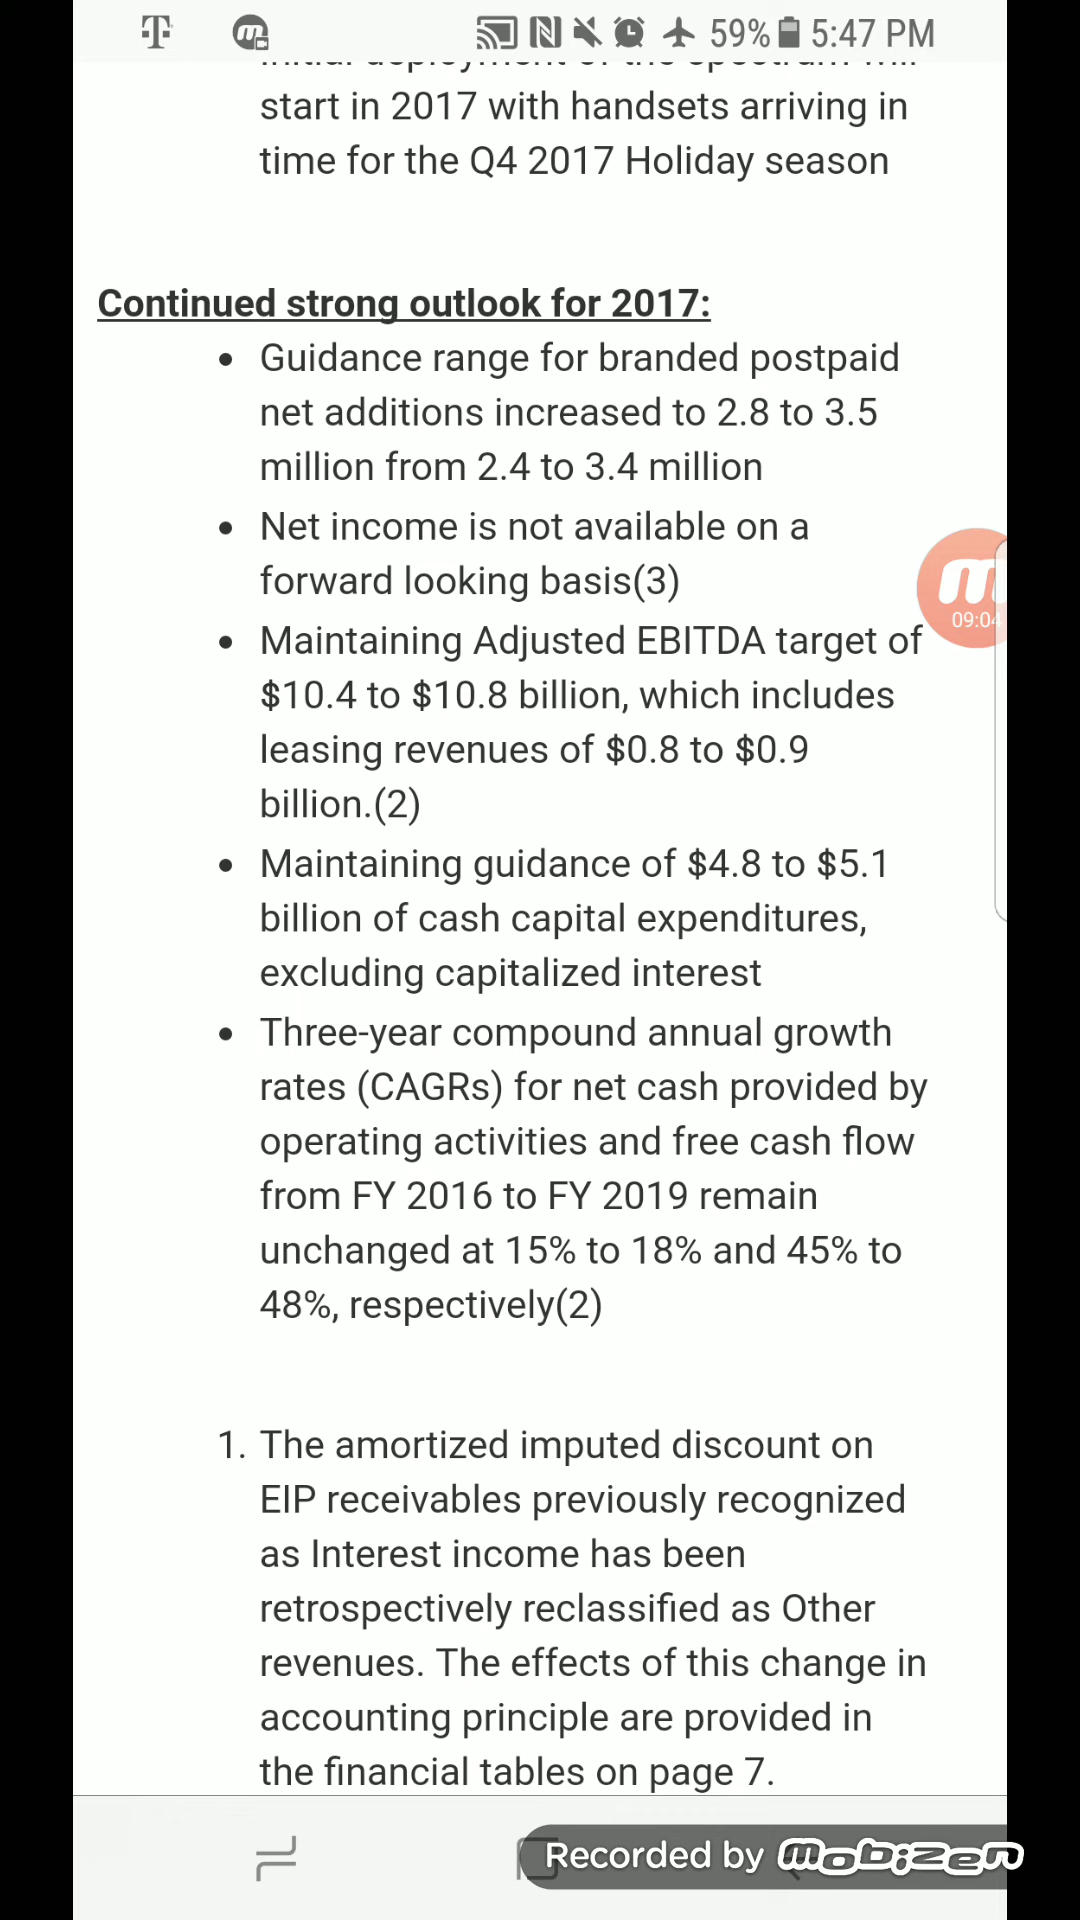 T
59% 5:47 PM
start in 2017 with handsets arriving in
time for the Q4 2017 Holiday season
Continued strong outlook for 2017:
• Guidance range for branded postpaid
net additions increased to 2.8 to 3.5
million from 2.4 to 3.4 million
• Net income is not available on a
forward looking basis(3)
m
09:04
• Maintaining Adjusted EBITDA target of
$10.4 to $10.8 billion, which includes
leasing revenues of $0.8 to $0.9
billion.(2)
• Maintaining guidance of $4.8 to $5.1
billion of cash capital expenditures,
excluding capitalized interest
• Three-year compound annual growth
rates (CAGRs) for net cash provided by
operating activities and free cash flow
from FY 2016 to FY 2019 remain
unchanged at 15% to 18% and 45% to
48%, respectively(2)
1. The amortized imputed discount on
EIP receivables previously recognized
as Interest income has been
retrospectively reclassified as Other
revenues. The effects of this change in
accounting principle are provided in
the financial tables on page 7.
Recorded by mobizen